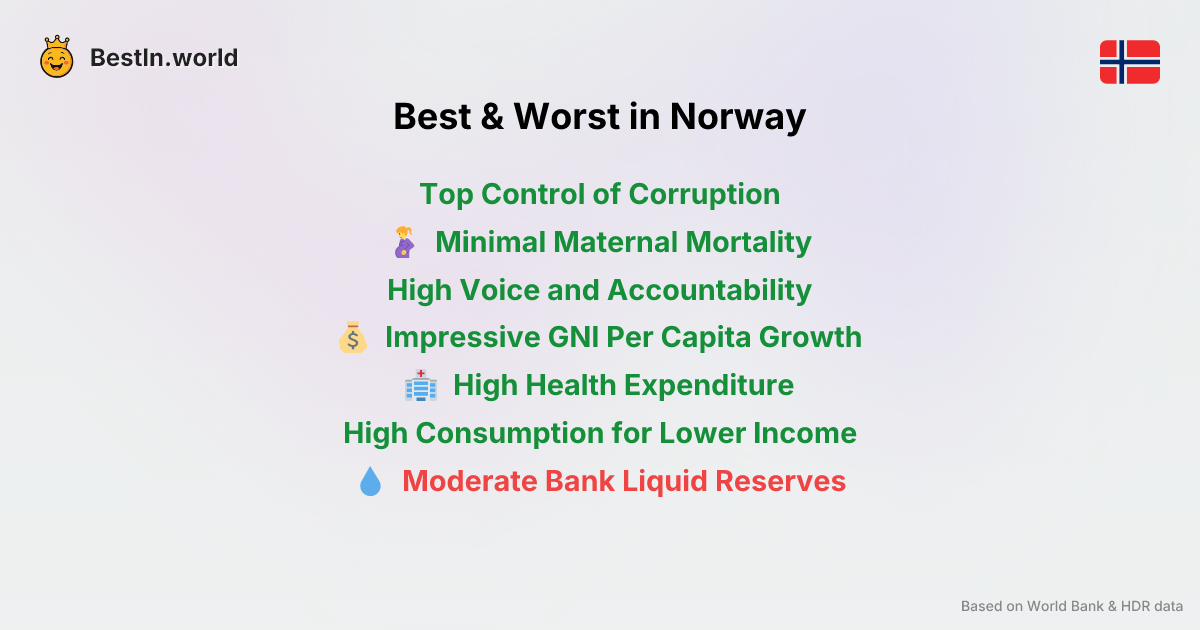 BestIn.world
Best & Worst in Norway
Top Control of Corruption
Minimal Maternal Mortality
High Voice and Accountability
Impressive GNI Per Capita Growth
High Health Expenditure
High Consumption for Lower Income
Moderate Bank Liquid Reserves
Based on World Bank & HDR data